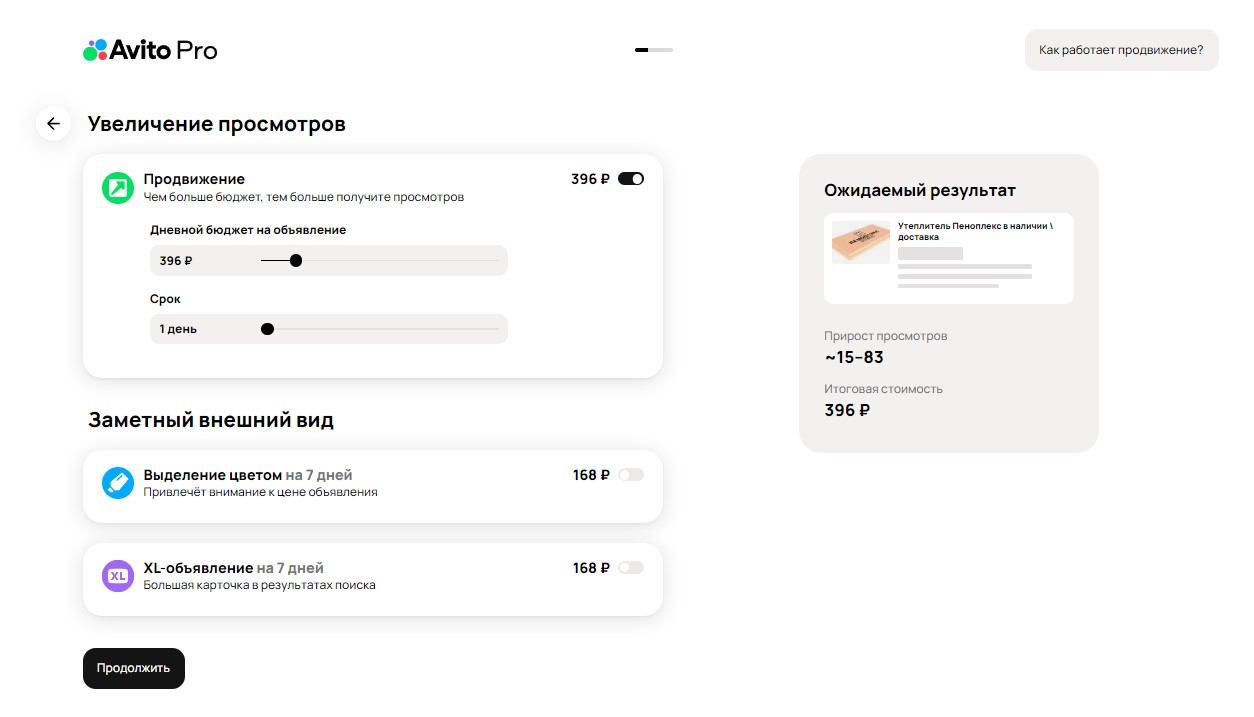 Avito Pro
Как работает продвижение?
Увеличение просмотров
Продвижение
396 ₽
Чем больше бюджет, тем больше получите просмотров
Дневной бюджет на объявление
396 ₽
Срок
1 день
Заметный внешний вид
Выделение цветом на 7 дней
168 ₽
Привлечёт внимание к цене объявления
XL
XL-объявление на 7 дней
168 ₽
Большая карточка в результатах поиска
Продолжить
Ожидаемый результат
Утеплитель Пеноплекс в наличии \
доставка
Прирост просмотров
~15–83
Итоговая стоимость
396 ₽